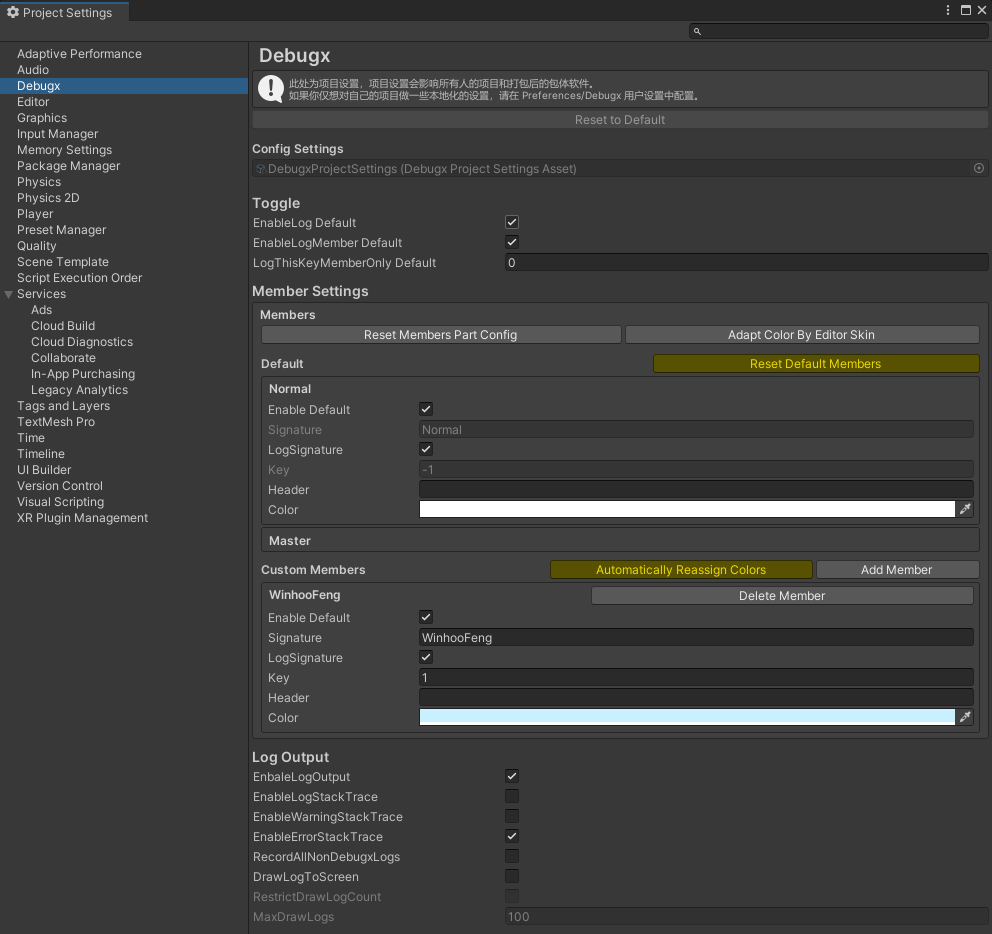 Project Settings
Adaptive Performance
Audio
Debugx
Editor
Graphics
Input Manager
Memory Settings
Package Manager
Physics
Physics 2D
Player
Preset Manager
Quality
Scene Template
Script Execution Order
Services
Ads
Cloud Build
Cloud Diagnostics
Collaborate
In-App Purchasing
Legacy Analytics
Tags and Layers
TextMesh Pro
Time
Timeline
UI Builder
Version Control
Visual Scripting
XR Plugin Management
Debugx
此处为项目设置，项目设置会影响所有人的项目和打包后的包体软件。
如果你仅想对自己的项目做一些本地化的设置，请在 Preferences/Debugx 用户设置中配置。
Reset to Default
Config Settings
DebugxProjectSettings (Debugx Project Settings Asset)
Toggle
EnableLog Default
EnableLogMember Default
LogThisKeyMemberOnly Default 0
Member Settings
Members
Reset Members Part Config Adapt Color By Editor Skin
Default Reset Default Members
Normal
Enable Default
Signature Normal
LogSignature
Key -1
Header
Color
Master
Custom Members Automatically Reassign Colors Add Member
WinhooFeng Delete Member
Enable Default
Signature WinhooFeng
LogSignature
Key 1
Header
Color
Log Output
EnbaleLogOutput
EnableLogStackTrace
EnableWarningStackTrace
EnableErrorStackTrace
RecordAllNonDebugxLogs
DrawLogToScreen
RestrictDrawLogCount
MaxDrawLogs 100